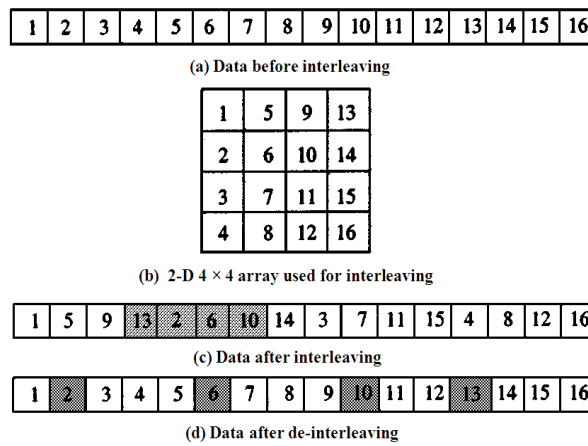 1 2 3 4 5 6 7 8 9 10 11 12 13 14 15 16
(a) Data before interleaving
1 5 9 13
2 6 10 14
3 7 11 15
4 8 12 16
(b) 2-D 4 × 4 array used for interleaving
1 5 9 13 2 6 10 14 3 7 11 15 4 8 12 16
(c) Data after interleaving
1 2 3 4 5 6 7 8 9 10 11 12 13 14 15 16
(d) Data after de-interleaving